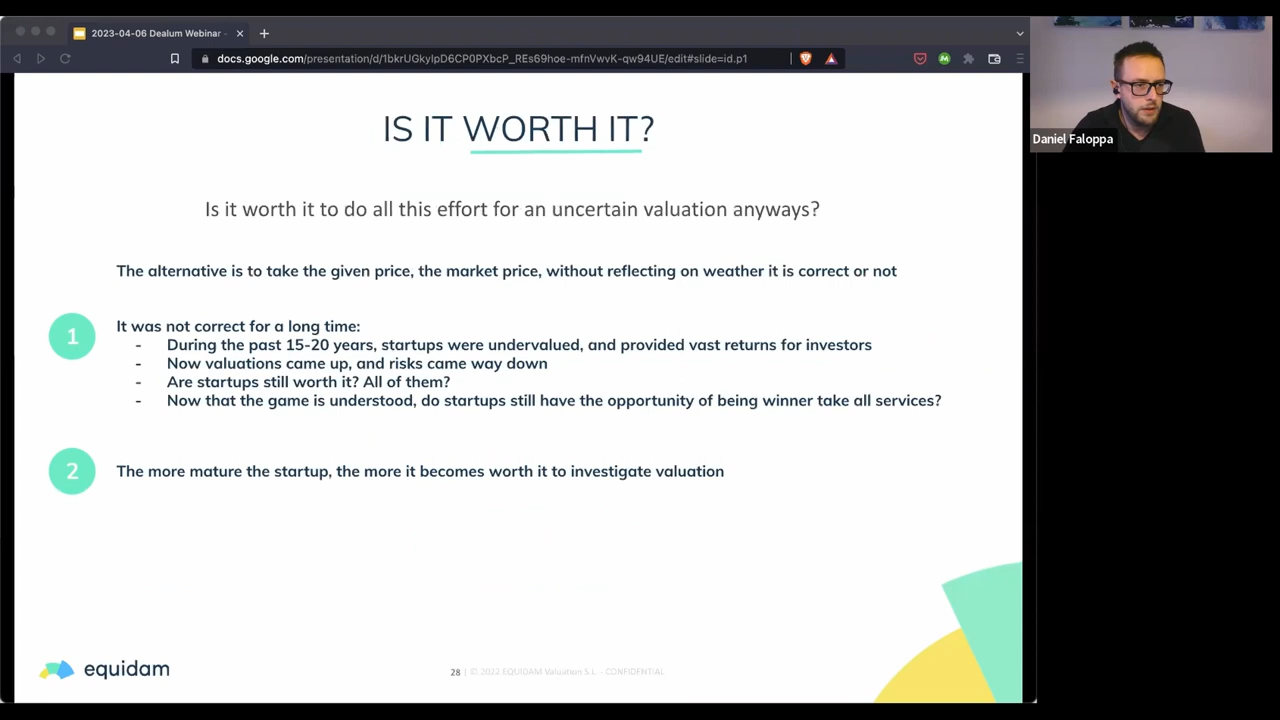 2023-04-06 Dealum Webinar -
docs.google.com/presentation/d/1bkrUGkyIpD6CP0PXbcP_REs69hoe-mfnVwvK-qw94UE/edit#slide=id.p1
Daniel Faloppa
IS IT WORTH IT?
Is it worth it to do all this effort for an uncertain valuation anyways?
The alternative is to take the given price, the market price, without reflecting on weather it is correct or not
1
It was not correct for a long time:
- During the past 15-20 years, startups were undervalued, and provided vast returns for investors
- Now valuations came up, and risks came way down
- Are startups still worth it? All of them?
- Now that the game is understood, do startups still have the opportunity of being winner take all services?
2
The more mature the startup, the more it becomes worth it to investigate valuation
equidam
28 | © 2022 EQUIDAM Valuation S.L. - CONFIDENTIAL